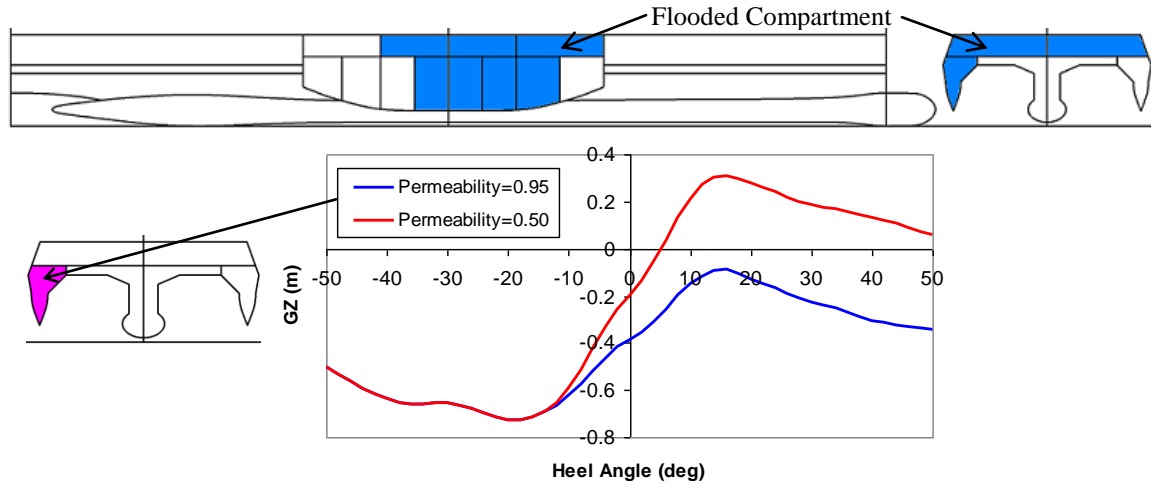 Flooded Compartment
Permeability=0.95
Permeability=0.50
0.4
0.2
0
-0.2
-0.4
-0.6
-0.8
-50 -40 -30 -20 -10 0 10 20 30 40 50
GZ (m)
Heel Angle (deg)